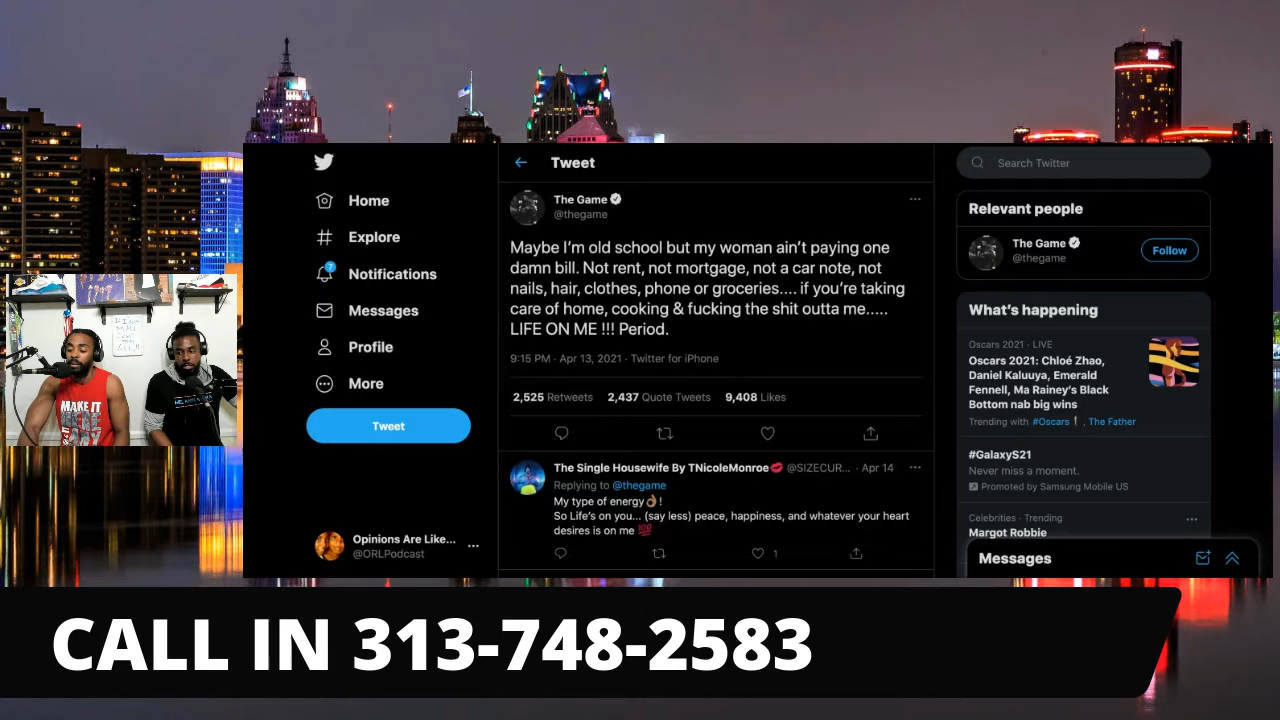 Home
Explore
7
Notifications
Messages
Profile
More
Tweet
Opinions Are Like...
@ORLPodcast
Tweet
The Game
@thegame
Maybe I’m old school but my woman ain’t paying one
damn bill. Not rent, not mortgage, not a car note, not
nails, hair, clothes, phone or groceries.... if you’re taking
care of home, cooking & fucking the shit outta me.....
LIFE ON ME !!! Period.
9:15 PM · Apr 13, 2021 · Twitter for iPhone
2,525 Retweets 2,437 Quote Tweets 9,408 Likes
The Single Housewife By TNicoleMonroe💋 @SIZECUR... · Apr 14
Replying to @thegame
My type of energy👌🏾!
So Life’s on you... (say less) peace, happiness, and whatever your heart
desires is on me 💯
1
Search Twitter
Relevant people
The Game
@thegame
Follow
What’s happening
Oscars 2021 · LIVE
Oscars 2021: Chloé Zhao,
Daniel Kaluuya, Emerald
Fennell, Ma Rainey’s Black
Bottom nab big wins
Trending with #Oscars , The Father
#GalaxyS21
Never miss a moment.
Promoted by Samsung Mobile US
Celebrities · Trending
Margot Robbie
Messages
MAKE IT
CALL IN 313-748-2583